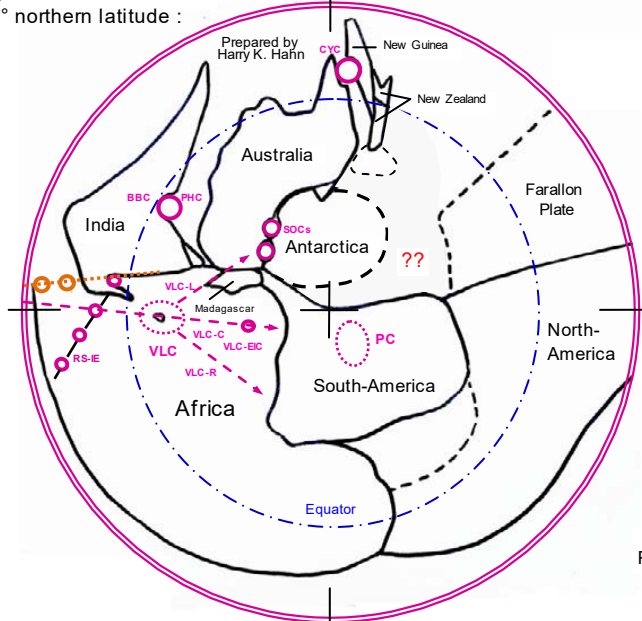 ° northern latitude :
Prepared by
Harry K. Hahn
CYC
New Guinea
New Zealand
Australia
Farallon
Plate
BBC PHC
India
SOCs
Antarctica
??
VLC-L
Madagascar
VLC-C
VLC
VLC-EIC
PC
North-
America
RS-IE
VLC-R
South-America
Africa
Equator